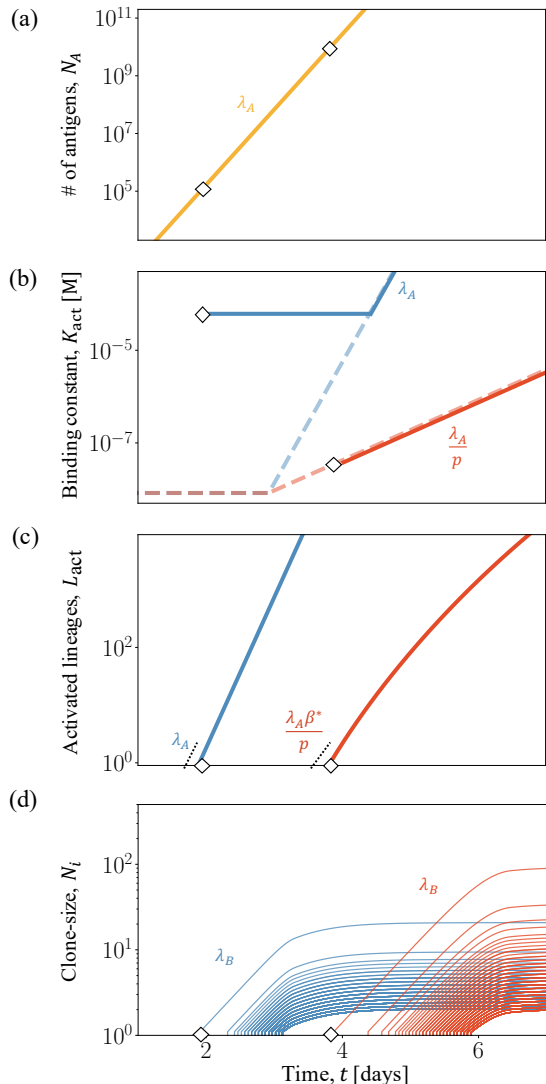 (a)
# of antigens, N_A
10^11
10^9
10^7
10^5
λ_A
(b)
Binding constant, K_act [M]
10^−5
10^−7
λ_A
λ_A
p
(c)
Activated lineages, L_act
10^2
10^0
λ_A
λ_A β*
p
(d)
Clone-size, N_i
10^2
10^1
10^0
λ_B
λ_B
2
4
6
Time, t [days]